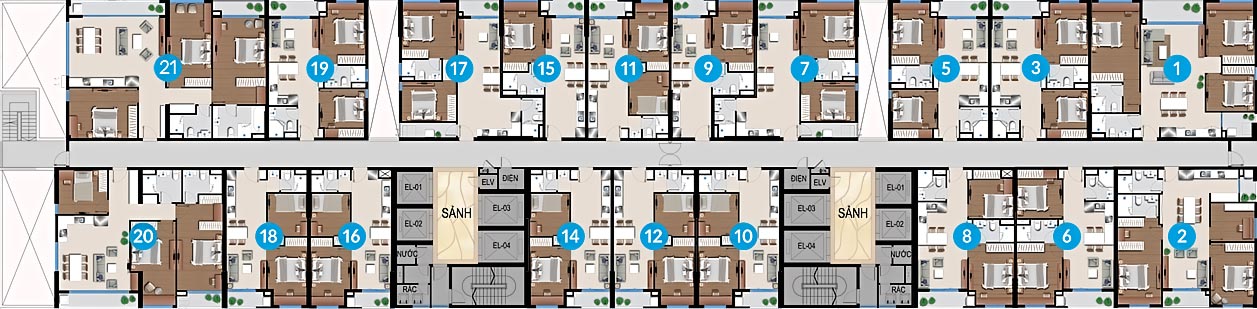 21
19
17
15
11
9
7
5
3
1
EL-01
EL-02
NƯỚC
RÁC
SẢNH
ELV
ĐIỆN
EL-03
EL-04
ĐIỆN
ELV
EL-03
EL-04
SẢNH
EL-01
EL-02
NƯỚC
RÁC
20
18
16
14
12
10
8
6
2